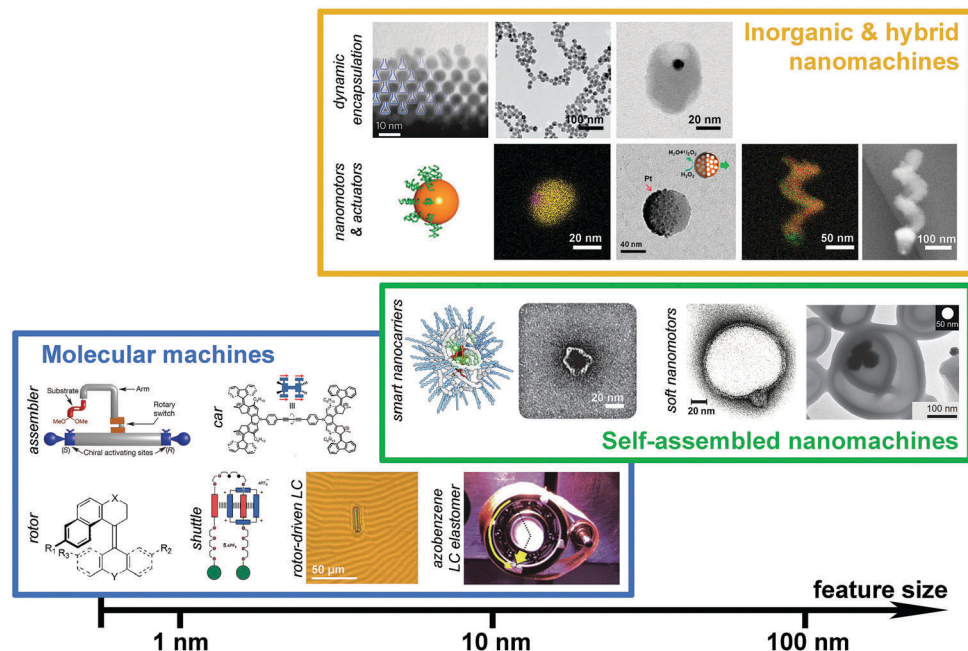 Inorganic & hybrid
nanomachines
dynamic
encapsulation
10 nm
100 nm
20 nm
nanomotors
& actuators
20 nm
Pt
H₂O+½O₂
H₂O₂
40 nm
50 nm
100 nm
smart nanocarriers
20 nm
soft nanomotors
20 nm
50 nm
100 nm
Self-assembled nanomachines
Molecular machines
assembler
Substrate
Arm
Rotary
switch
MeO
OMe
(S)
Chiral activating sites
(R)
car
rotor
X
R₁
R₃
R₂
Y
shuttle
rotor-driven LC
50 µm
azobenzene
LC elastomer
feature size
1 nm
10 nm
100 nm